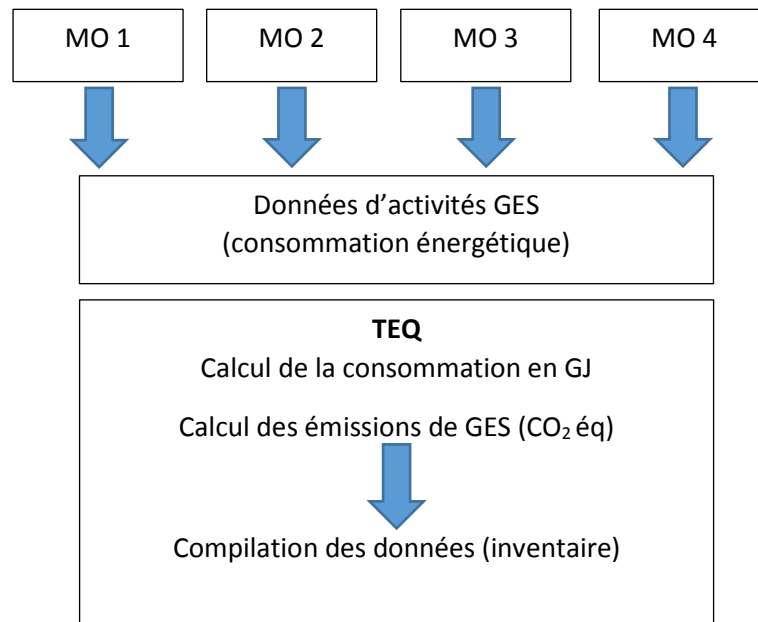 MO 1
MO 2
MO 3
MO 4
Données d’activités GES
(consommation énergétique)
TEQ
Calcul de la consommation en GJ
Calcul des émissions de GES (CO₂ éq)
Compilation des données (inventaire)